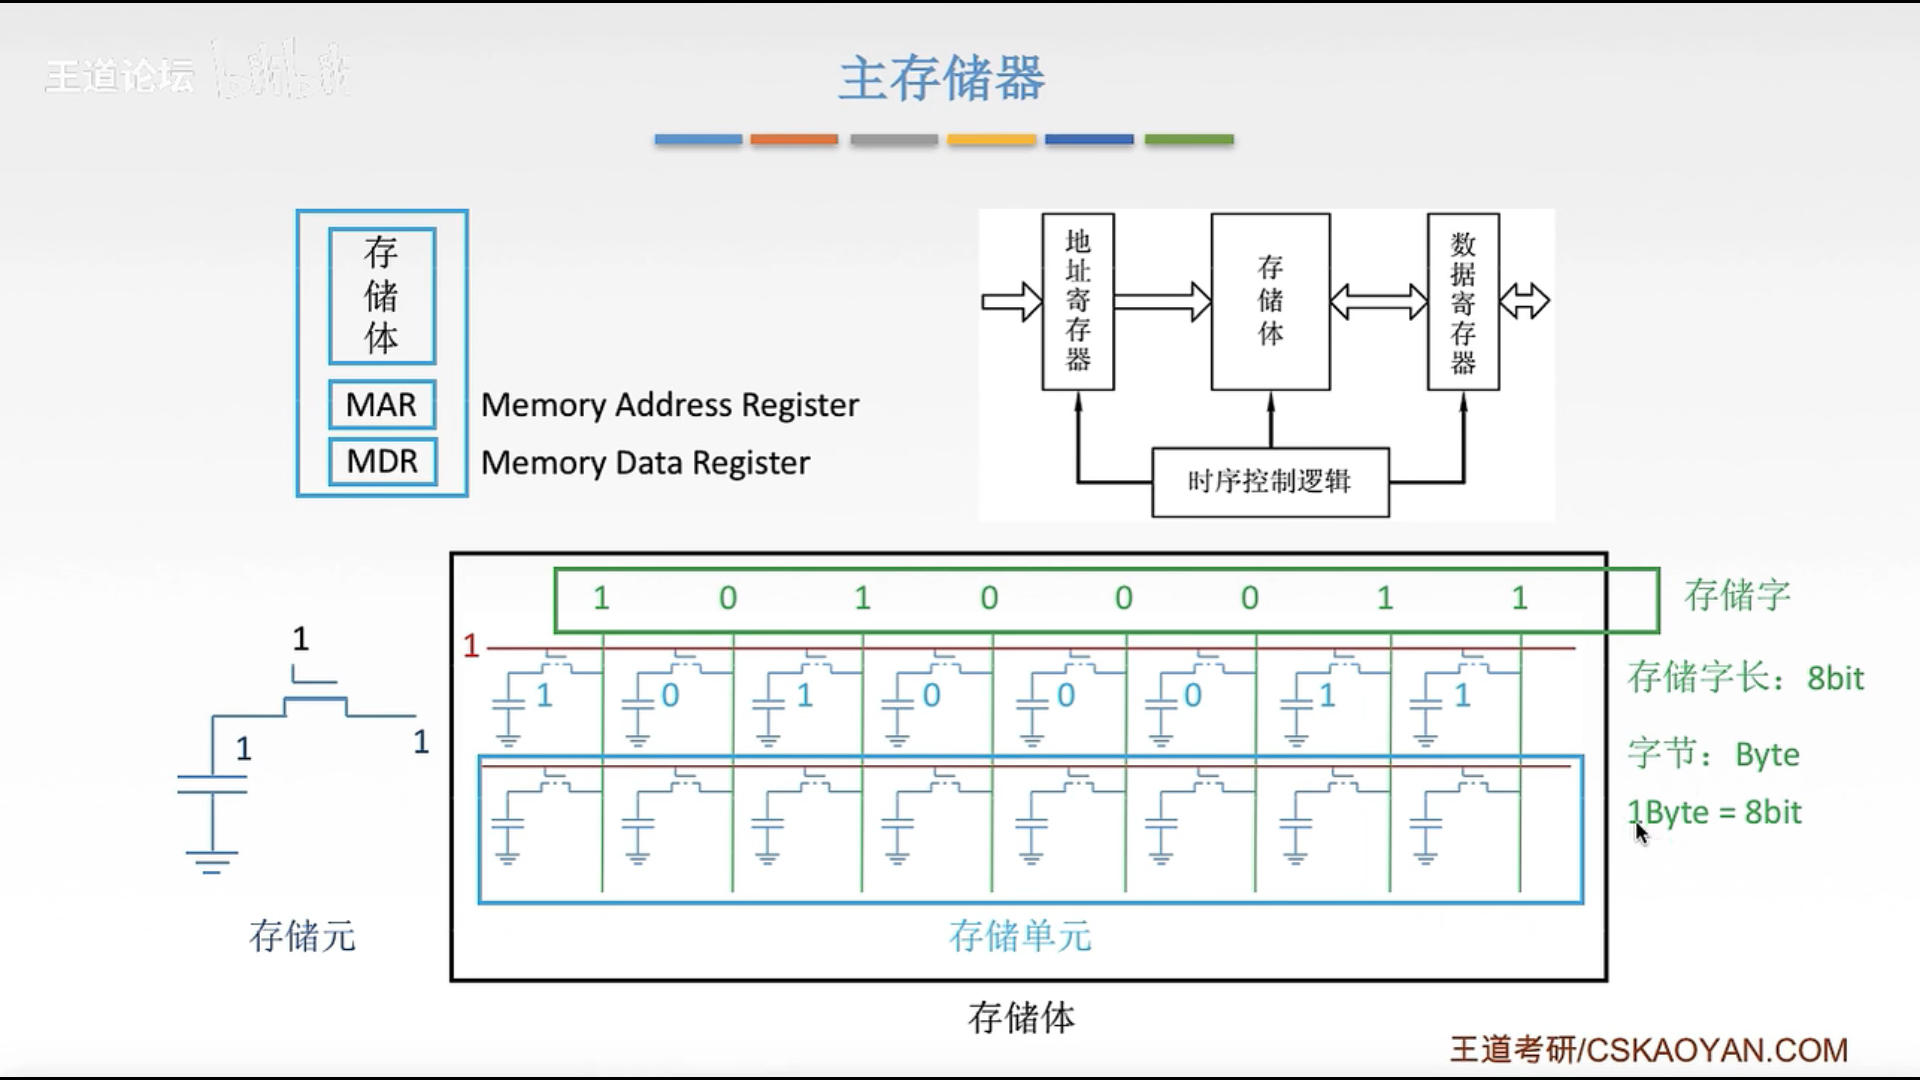 王道论坛 bilibili
主存储器
存储体
MAR
Memory Address Register
MDR
Memory Data Register
地址寄存器
存储体
数据寄存器
时序控制逻辑
1 0 1 0 0 0 1 1
存储字
1
1
1
1
存储元
1 0 1 0 0 0 1 1
存储字长：8bit
字节：Byte
1Byte = 8bit
存储单元
存储体
王道考研/CSKAOYAN.COM